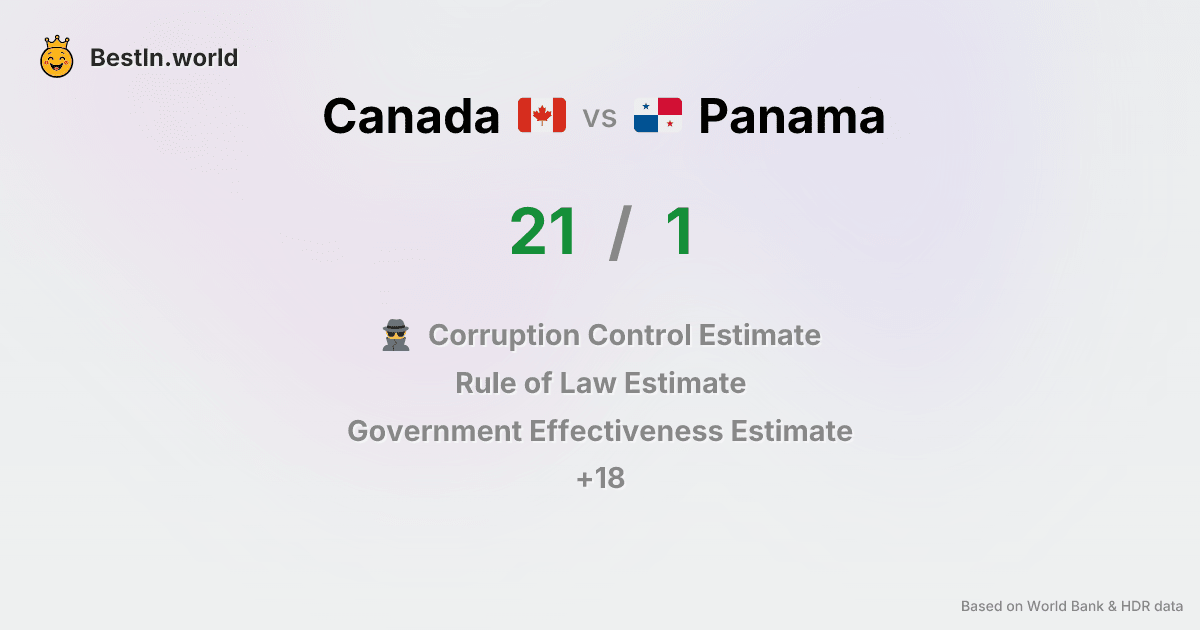 BestIn.world
Canada vs Panama
21 / 1
Corruption Control Estimate
Rule of Law Estimate
Government Effectiveness Estimate
+18
Based on World Bank & HDR data